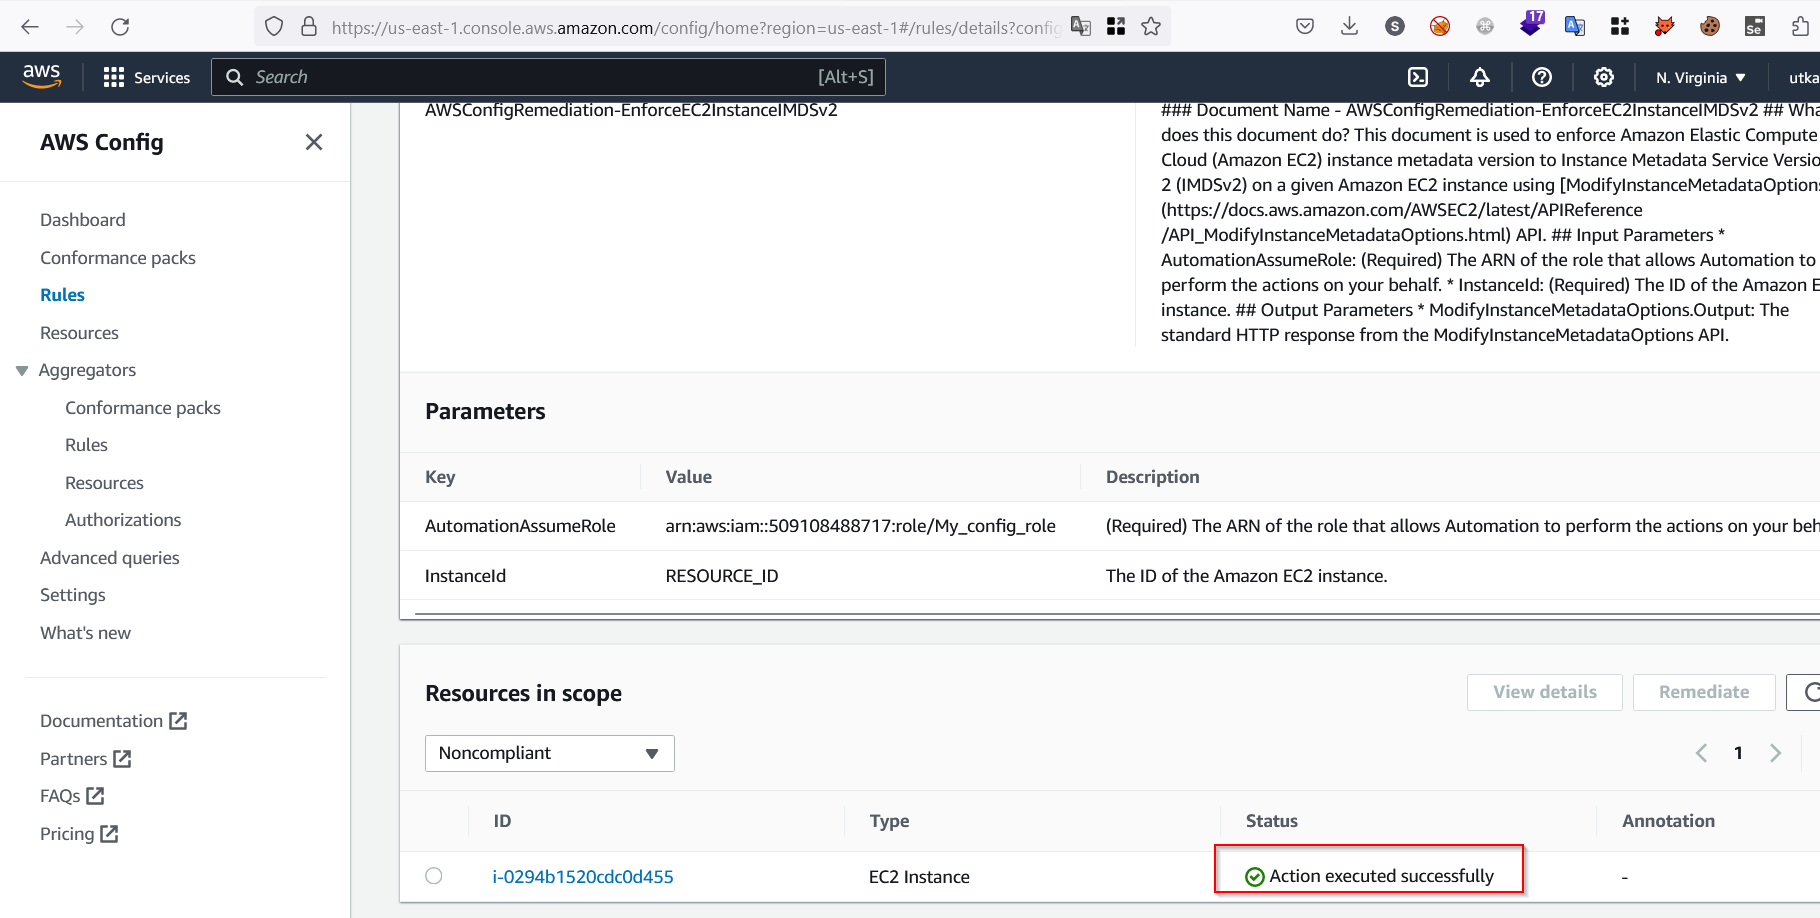 https://us-east-1.console.aws.amazon.com/config/home?region=us-east-1#/rules/details?config
S
17
Se
aws
Services
Search
[Alt+S]
N. Virginia
utka
AWS Config
Dashboard
Conformance packs
Rules
Resources
Aggregators
Conformance packs
Rules
Resources
Authorizations
Advanced queries
Settings
What's new
Documentation
Partners
FAQs
Pricing
AWSConfigRemediation-EnforceEC2InstanceIMDSv2
### Document Name - AWSConfigRemediation-EnforceEC2InstanceIMDSv2 ## Wha
does this document do? This document is used to enforce Amazon Elastic Compute
Cloud (Amazon EC2) instance metadata version to Instance Metadata Service Versio
2 (IMDSv2) on a given Amazon EC2 instance using [ModifyInstanceMetadataOptions
(https://docs.aws.amazon.com/AWSEC2/latest/APIReference
/API_ModifyInstanceMetadataOptions.html) API. ## Input Parameters *
AutomationAssumeRole: (Required) The ARN of the role that allows Automation to
perform the actions on your behalf. * InstanceId: (Required) The ID of the Amazon E
instance. ## Output Parameters * ModifyInstanceMetadataOptions.Output: The
standard HTTP response from the ModifyInstanceMetadataOptions API.
Parameters
Key Value Description
AutomationAssumeRole arn:aws:iam::509108488717:role/My_config_role (Required) The ARN of the role that allows Automation to perform the actions on your beh
InstanceId RESOURCE_ID The ID of the Amazon EC2 instance.
Resources in scope
View details
Remediate
Noncompliant
1
ID Type Status Annotation
i-0294b1520cdc0d455 EC2 Instance Action executed successfully -